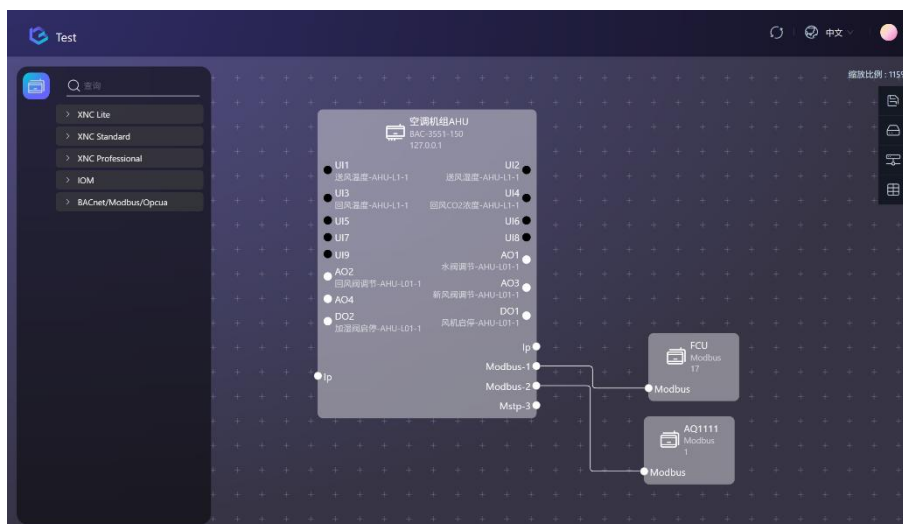 Test
中文
查询
XNC Lite
XNC Standard
XNC Professional
IOM
BACnet/Modbus/Opcua
缩放比例 : 115%
空调机组AHU
BAC-3551-150
127.0.0.1
UI1
送风温度-AHU-L1-1
UI2
送风湿度-AHU-L1-1
UI3
回风温度-AHU-L1-1
UI4
回风CO2浓度-AHU-L1-1
UI5
UI6
UI7
UI8
UI9
AO1
水阀调节-AHU-L01-1
AO2
回风阀调节-AHU-L01-1
AO3
新风阀调节-AHU-L01-1
AO4
DO1
风机启停-AHU-L01-1
DO2
加湿阀启停-AHU-L01-1
Ip
Modbus-1
Ip
Modbus-2
Mstp-3
FCU
Modbus
17
Modbus
AQ1111
Modbus
1
Modbus